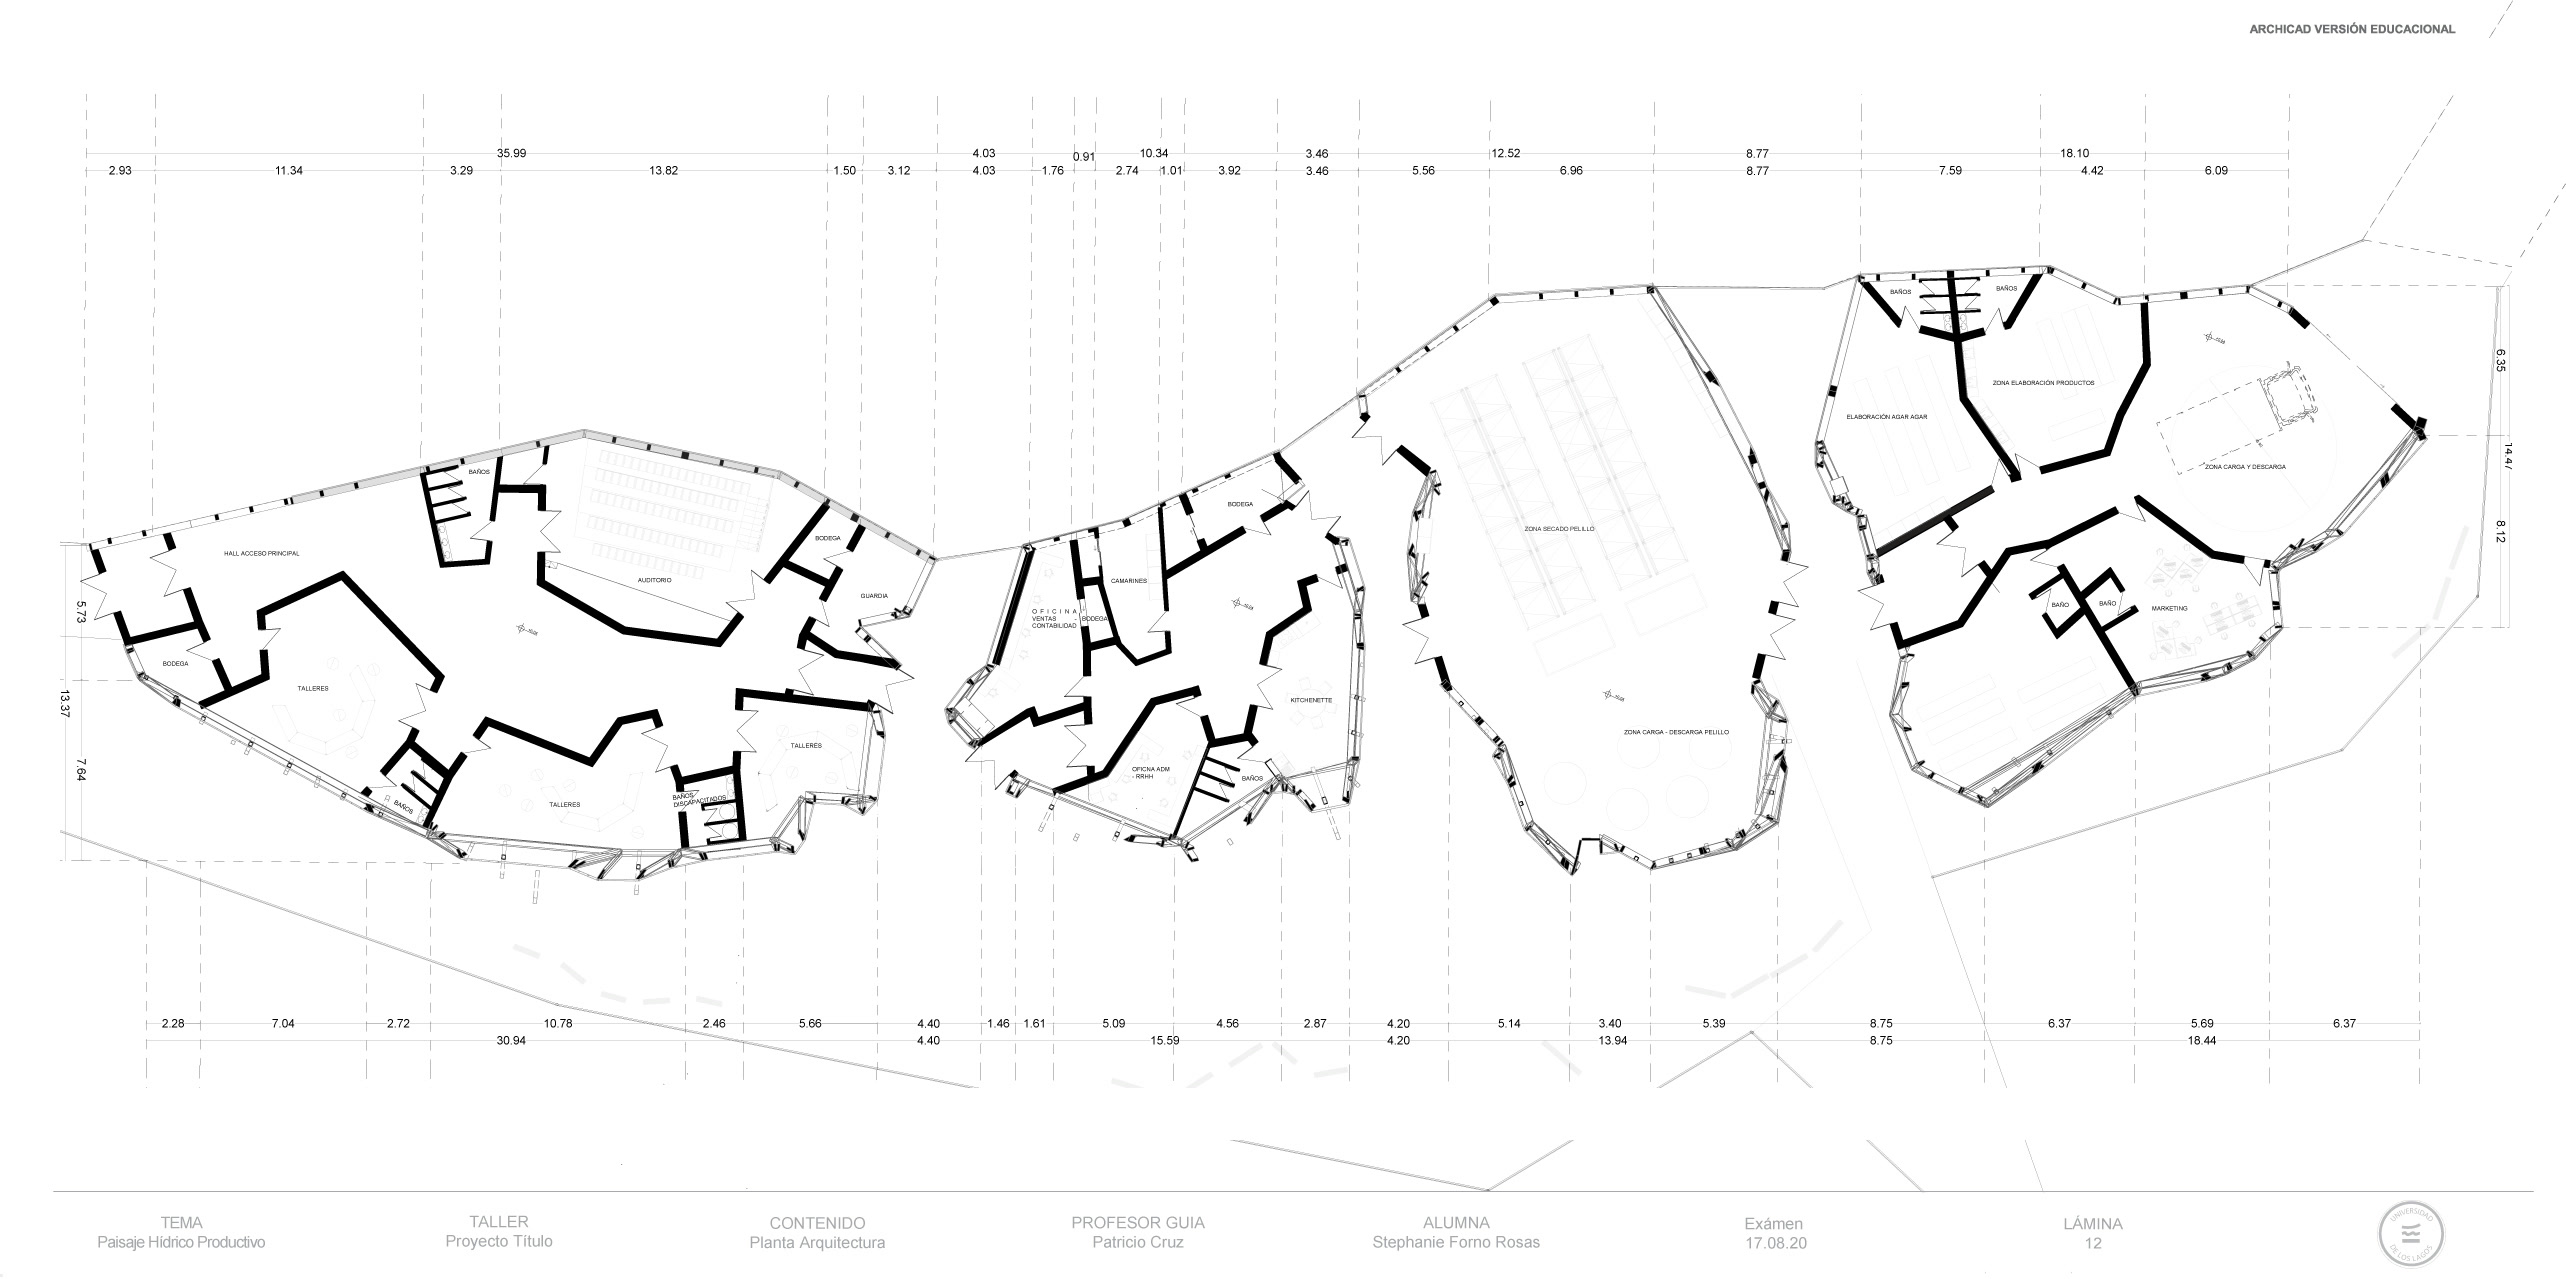 ARCHICAD VERSIÓN EDUCACIONAL
35.99 4.03 0.91 10.34 3.46 12.52 8.77 18.10
2.93 11.34 3.29 13.82 1.50 3.12 4.03 1.76 2.74 1.01 3.92 3.46 5.56 6.96 8.77 7.59 4.42 6.09
BAÑOS
BAÑOS
ZONA ELABORACIÓN PRODUCTOS
ELABORACIÓN AGAR AGAR
ZONA CARGA Y DESCARGA
6.35
14.47
8.12
BAÑOS
BODEGA
ZONA SECADO PELILLO
HALL ACCESO PRINCIPAL
BODEGA
AUDITORIO
CAMARINES
GUARDIA
OFICINA
VENTAS -
CONTABILIDAD
BODEGA
BAÑO
BAÑO
MARKETING
5.73
13.37
7.64
BODEGA
TALLERES
KITCHENETTE
ZONA CARGA - DESCARGA PELILLO
TALLERES
OFICNA ADM
- RRHH
BAÑOS
BAÑOS
TALLERES
BAÑOS
DISCAPACITADOS
2.28 7.04 2.72 10.78 2.46 5.66 4.40 1.46 1.61 5.09 4.56 2.87 4.20 5.14 3.40 5.39 8.75 6.37 5.69 6.37
30.94 4.40 15.59 4.20 13.94 8.75 18.44
TEMA
Paisaje Hídrico Productivo
TALLER
Proyecto Título
CONTENIDO
Planta Arquitectura
PROFESOR GUIA
Patricio Cruz
ALUMNA
Stephanie Forno Rosas
Exámen
17.08.20
LÁMINA
12
UNIVERSIDAD
DE LOS LAGOS